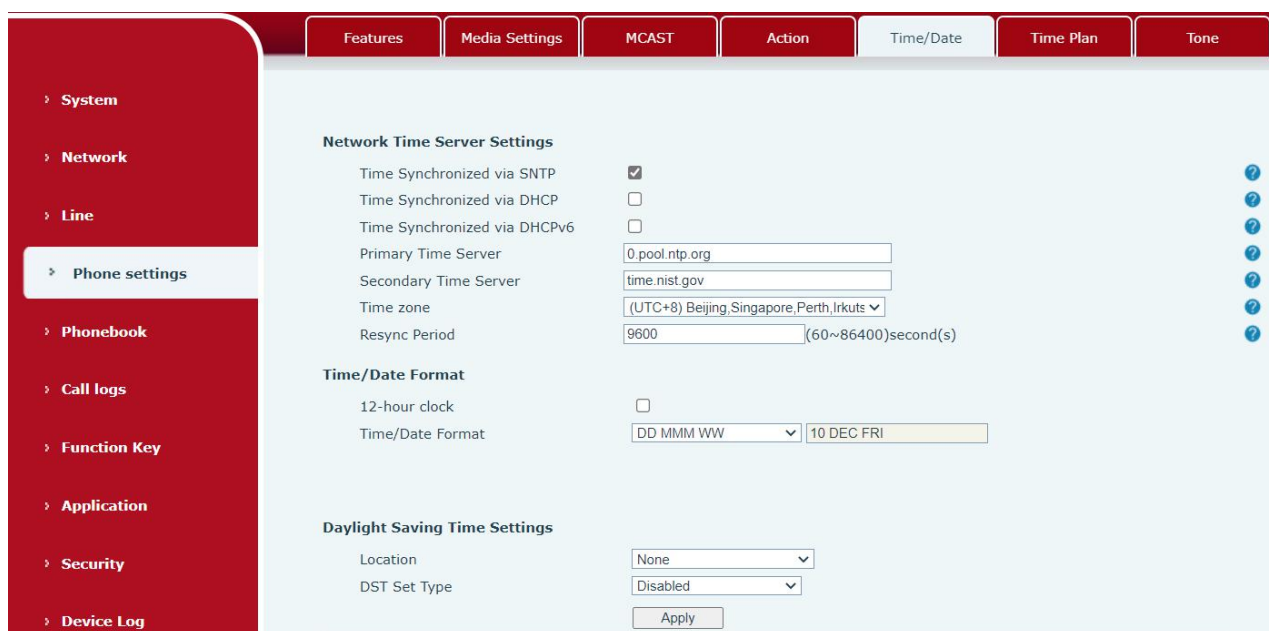 Features Media Settings MCAST Action Time/Date Time Plan Tone
System
Network
Line
Phone settings
Phonebook
Call logs
Function Key
Application
Security
Device Log
Network Time Server Settings
Time Synchronized via SNTP
Time Synchronized via DHCP
Time Synchronized via DHCPv6
Primary Time Server 0.pool.ntp.org
Secondary Time Server time.nist.gov
Time zone (UTC+8) Beijing,Singapore,Perth,Irkuts
Resync Period 9600 (60~86400)second(s)
Time/Date Format
12-hour clock
Time/Date Format DD MMM WW 10 DEC FRI
Daylight Saving Time Settings
Location None
DST Set Type Disabled
Apply